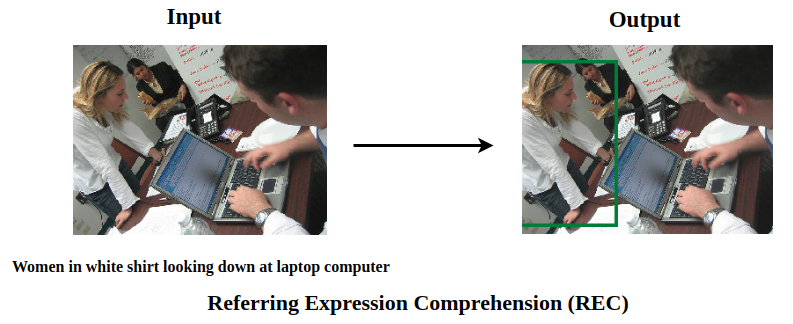 Input
Output
Women in white shirt looking down at laptop computer
Referring Expression Comprehension (REC)